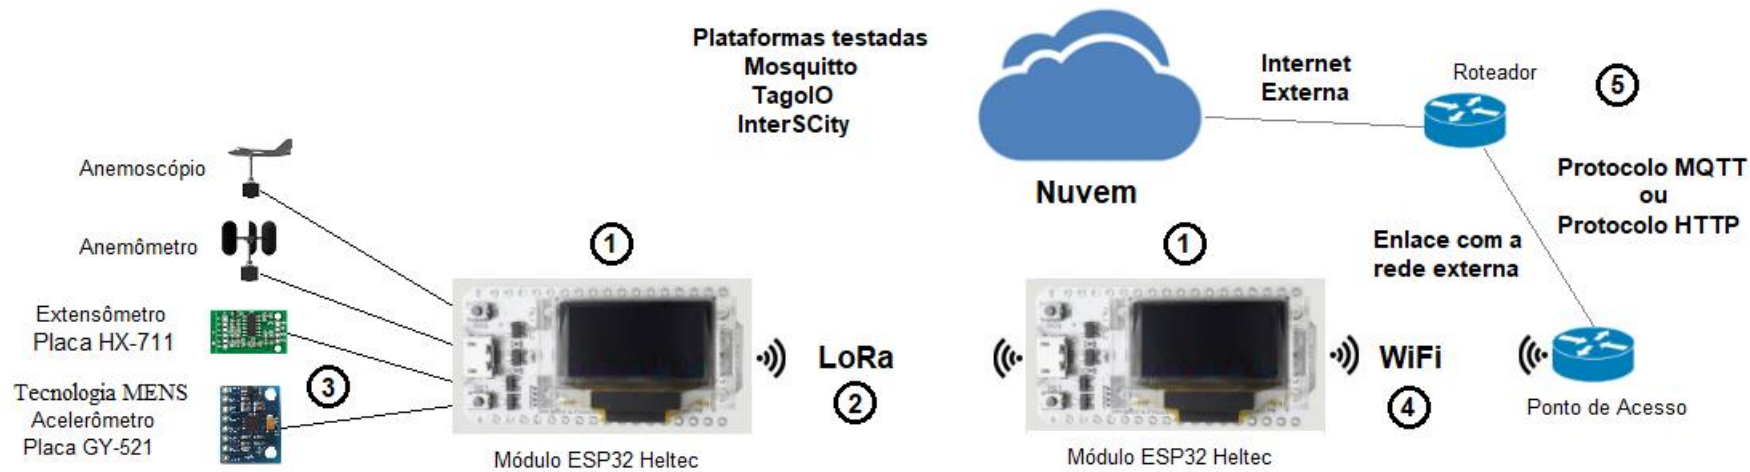 Plataformas testadas
Mosquitto
TagoIO
InterSCity
Internet
Externa
Roteador
5
Anemoscópio
Nuvem
Protocolo MQTT
ou
Protocolo HTTP
Anemômetro
1
1
Enlace com a
rede externa
Extensômetro
Placa HX-711
LoRa
WiFi
Tecnologia MENS
Acelerômetro
Placa GY-521
3
2
4
Ponto de Acesso
Módulo ESP32 Heltec
Módulo ESP32 Heltec